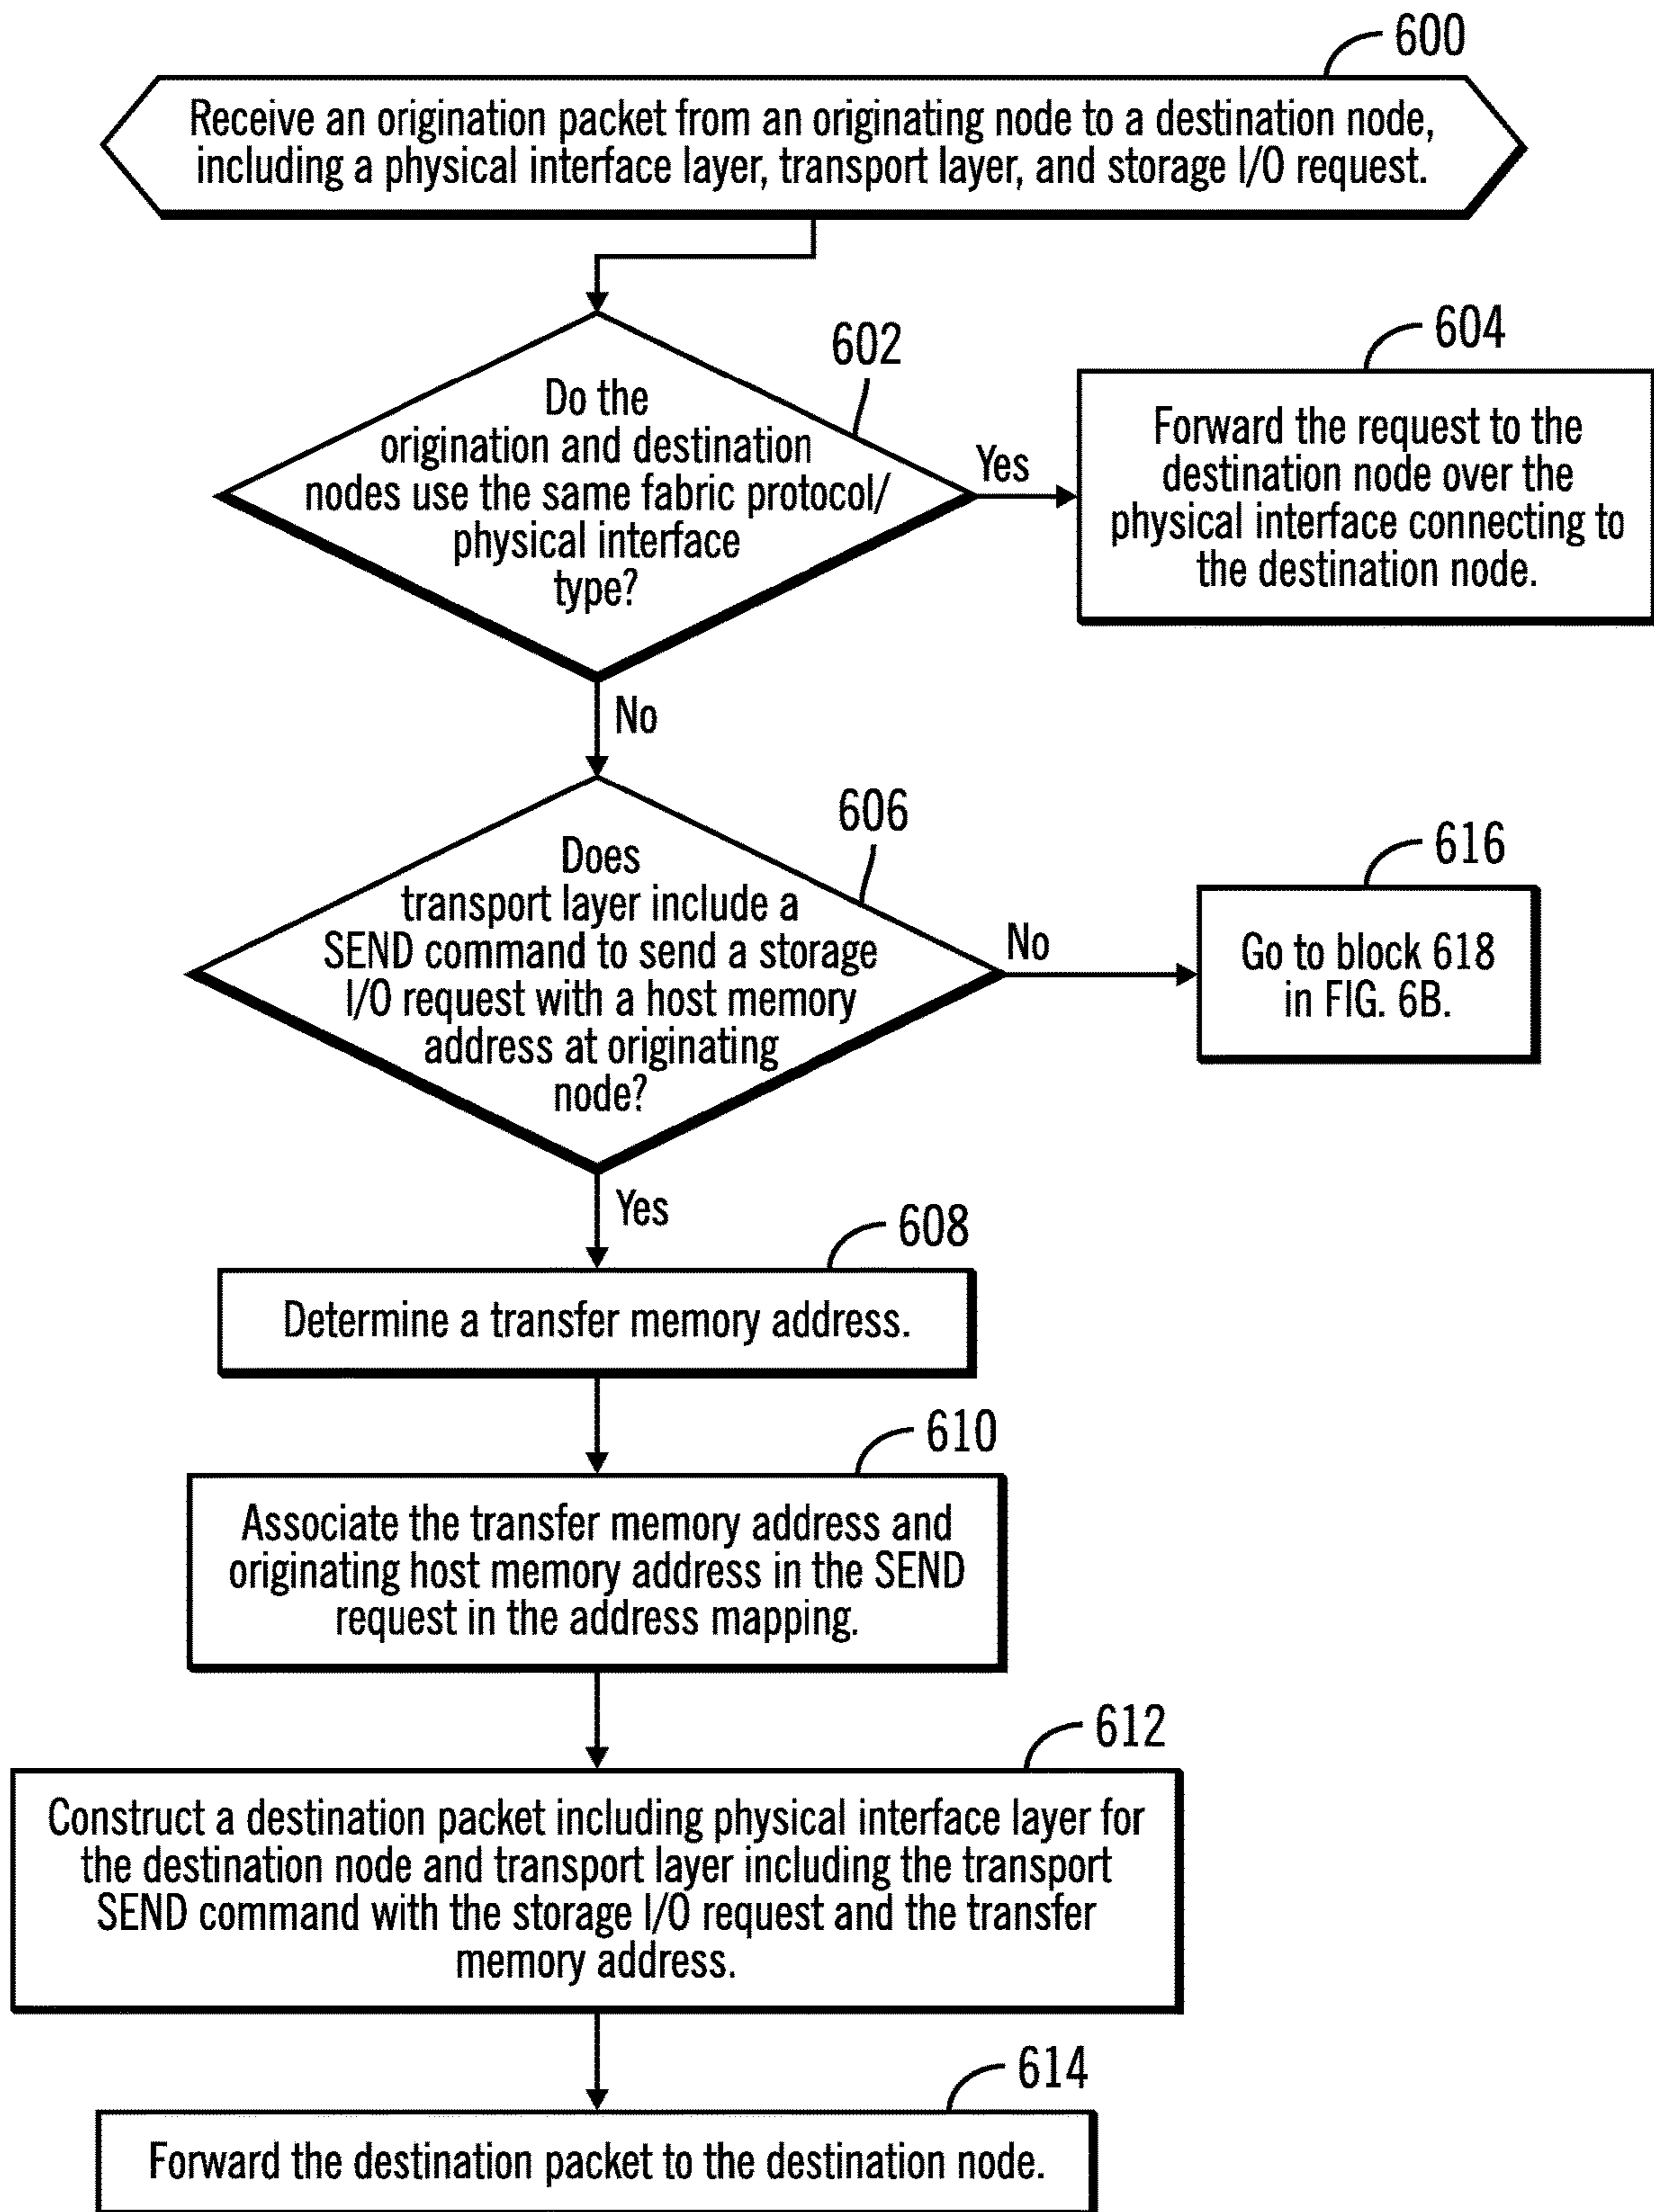 600
Receive an origination packet from an originating node to a destination node,
including a physical interface layer, transport layer, and storage I/O request.
602
Do the
origination and destination
nodes use the same fabric protocol/
physical interface
type?
Yes
604
Forward the request to the
destination node over the
physical interface connecting to
the destination node.
No
606
Does
transport layer include a
SEND command to send a storage
I/O request with a host memory
address at originating
node?
No
616
Go to block 618
in FIG. 6B.
Yes
608
Determine a transfer memory address.
610
Associate the transfer memory address and
originating host memory address in the SEND
request in the address mapping.
612
Construct a destination packet including physical interface layer for
the destination node and transport layer including the transport
SEND command with the storage I/O request and the transfer
memory address.
614
Forward the destination packet to the destination node.